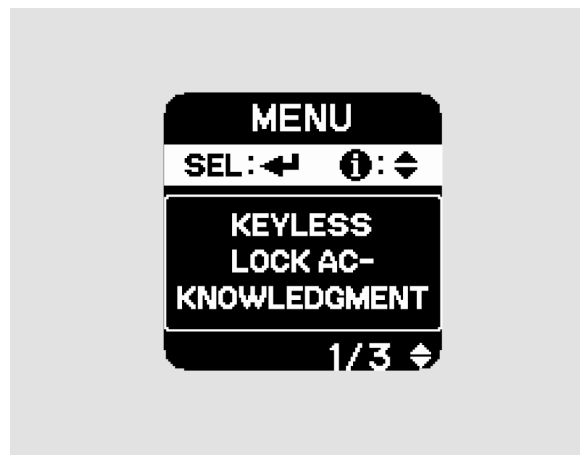 MENU
SEL:↵ ℹ:⬍
KEYLESS
LOCK AC-
KNOWLEDGMENT
1/3